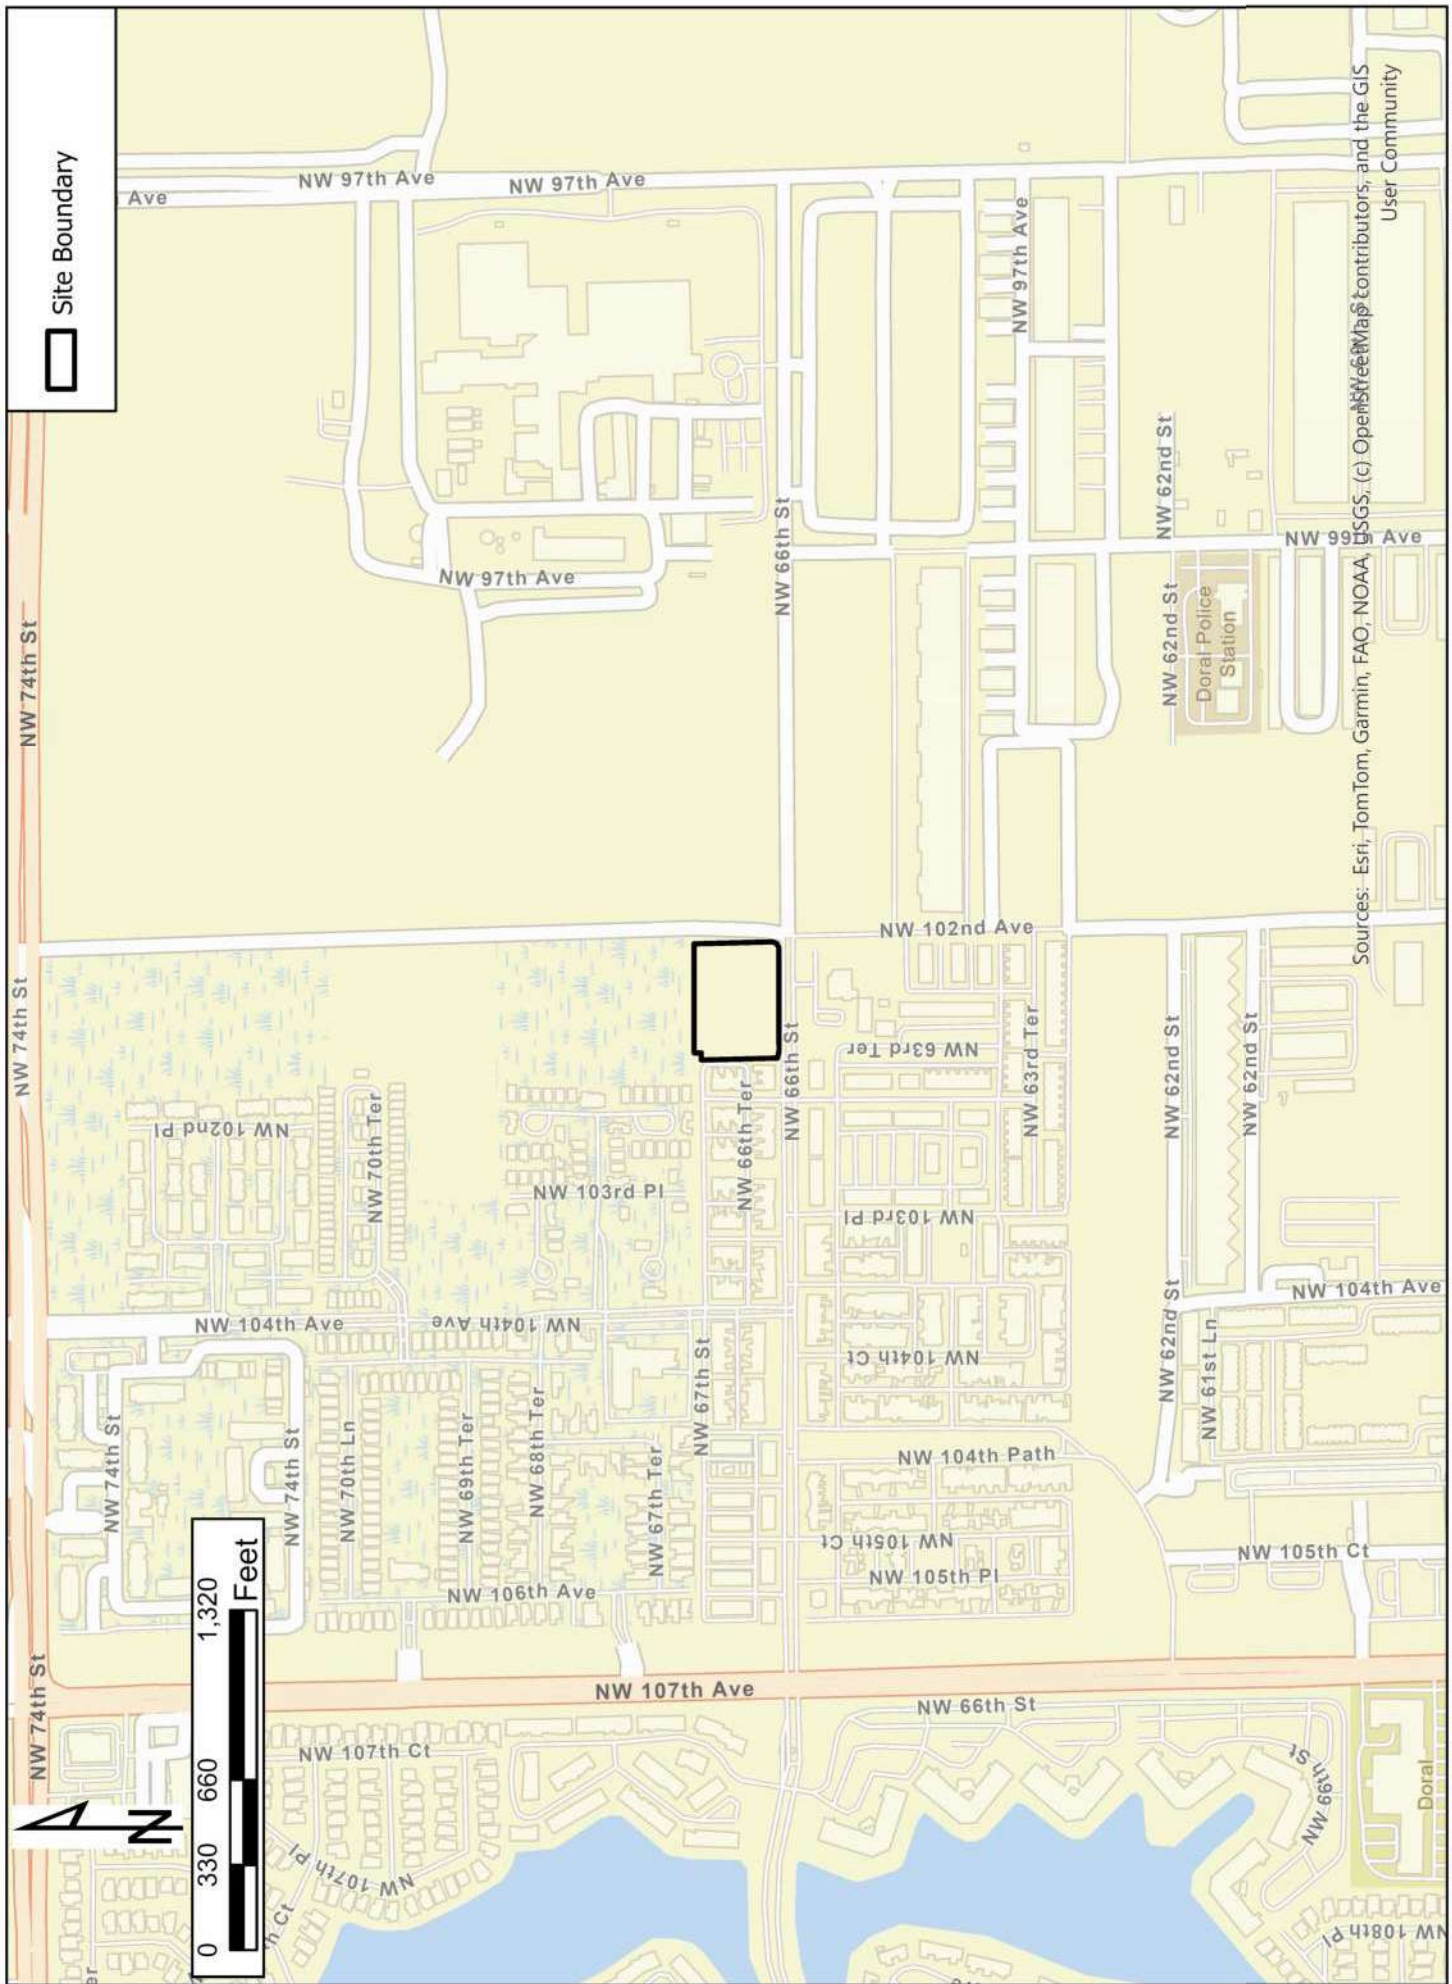 NW 74th St
NW 74th St
NW 74th St
Site Boundary
er
N
0 330 660 1,320
Feet
NW 74th St
Ave
NW 102nd Pl
NW 104th Ave
NW 74th St
NW 107th Ct
NW 107th Pl
h Ct
NW 70th Ln
NW 70th Ter
NW 97th Ave
NW 104th Ave
NW 69th Ter
NW 106th Ave
NW 68th Ter
NW 97th Ave
NW 97th Ave
NW 103rd Pl
NW 67th Ter
NW 67th St
NW 107th Ave
NW 66th Ter
NW 66th St
NW 66th St
NW 102nd Ave
NW 63rd Ter
NW 103rd Pl
NW 104th Ct
NW 104th Path
NW 105th Ct
NW 105th Pl
NW 66th St
NW 63rd Ter
NW 97th Ave
NW 62nd St
NW 62nd St
NW 62nd St
NW 62nd St
Doral Police
Station
NW 61st Ln
NW 62nd St
NW 104th Ave
NW 105th Ct
NW 99th Ave
NW 69th St
Doral
NW 108th Pl
Sources: Esri, TomTom, Garmin, FAO, NOAA, USGS, (c) OpenStreetMap contributors, and the GIS
User Community